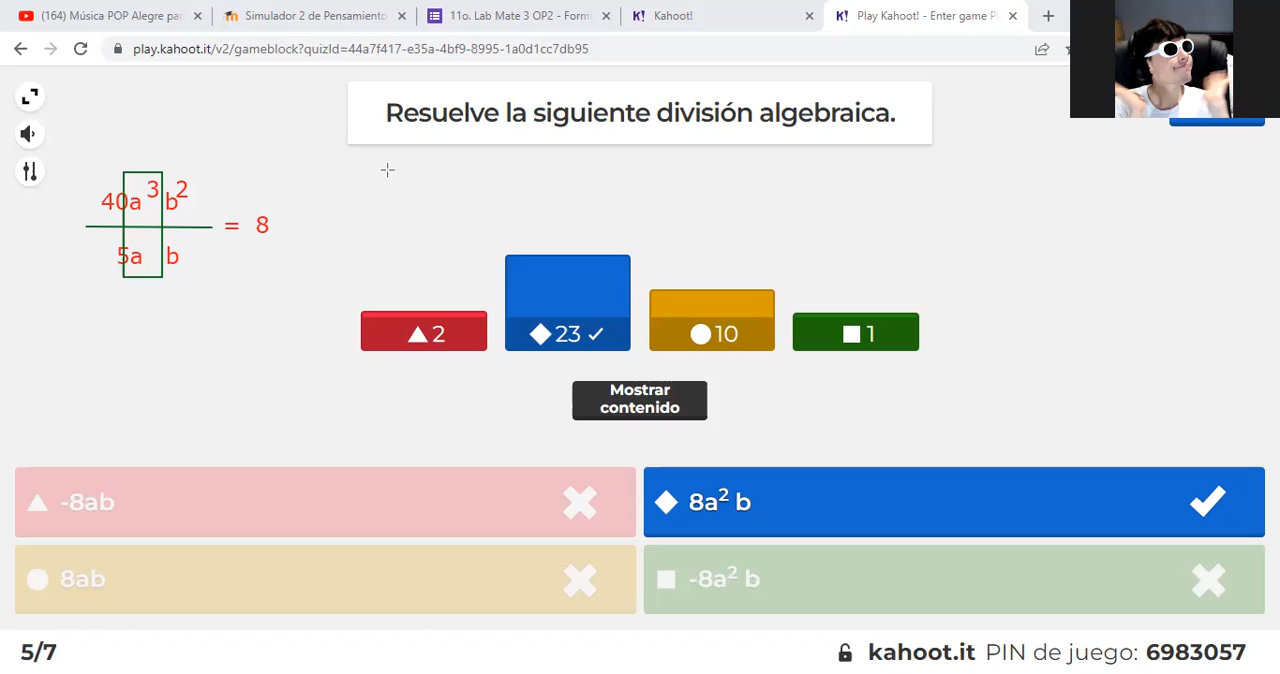 (164) Música POP Alegre par
Simulador 2 de Pensamiento
11o. Lab Mate 3 OP2 - Form
K! Kahoot!
K! Play Kahoot! - Enter game P
play.kahoot.it/v2/gameblock?quizId=44a7f417-e35a-4bf9-8995-1a0d1cc7db95
Resuelve la siguiente división algebraica.
40a³b²
5a b
= 8
2
23 ✓
10
1
Mostrar
contenido
-8ab
8a² b
8ab
-8a² b
5/7
kahoot.it PIN de juego: 6983057